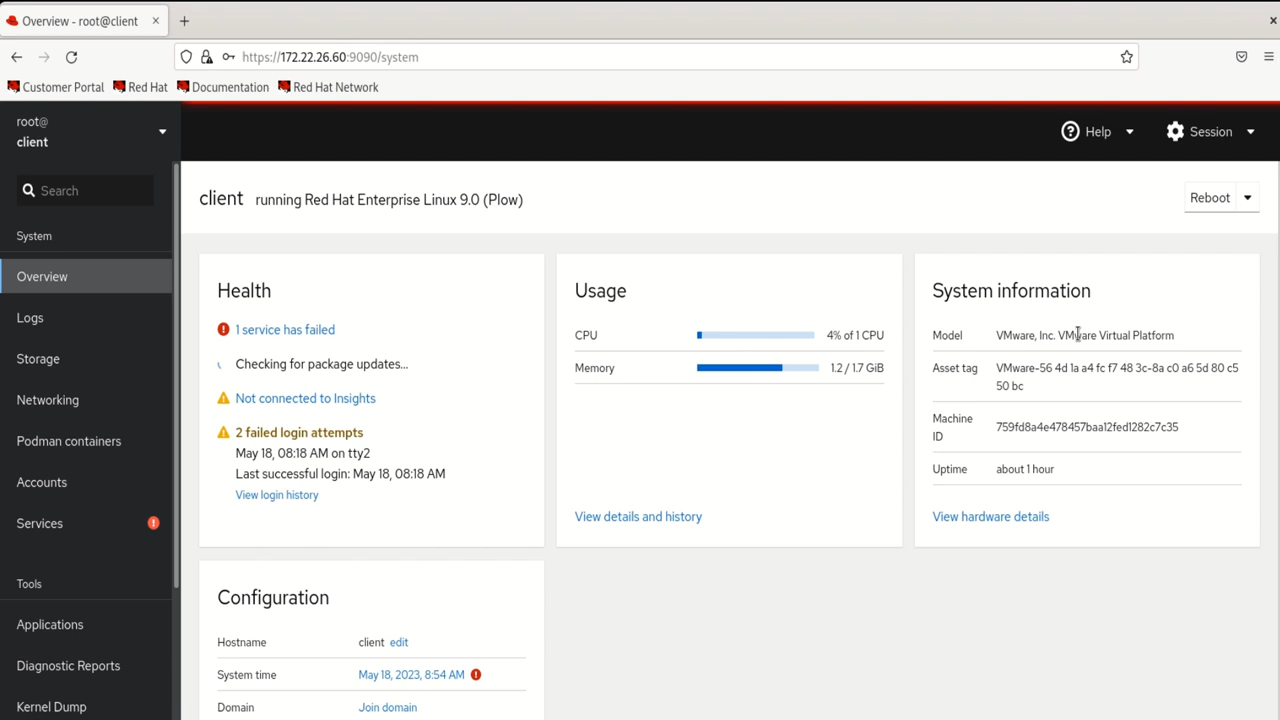 Overview - root@client
https://172.22.26.60:9090/system
Customer Portal Red Hat Documentation Red Hat Network
root@
client
Help Session
Search
client running Red Hat Enterprise Linux 9.0 (Plow)
Reboot
System
Overview
Logs
Storage
Networking
Podman containers
Accounts
Services
Tools
Applications
Diagnostic Reports
Kernel Dump
Health
1 service has failed
Checking for package updates...
Not connected to Insights
2 failed login attempts
May 18, 08:18 AM on tty2
Last successful login: May 18, 08:18 AM
View login history
Usage
CPU 4% of 1 CPU
Memory 1.2 / 1.7 GiB
View details and history
System information
Model VMware, Inc. VMware Virtual Platform
Asset tag VMware-56 4d 1a a4 fc f7 48 3c-8a c0 a6 5d 80 c5
50 bc
Machine
ID 759fd8a4e478457baa12fed1282c7c35
Uptime about 1 hour
View hardware details
Configuration
Hostname client edit
System time May 18, 2023, 8:54 AM
Domain Join domain